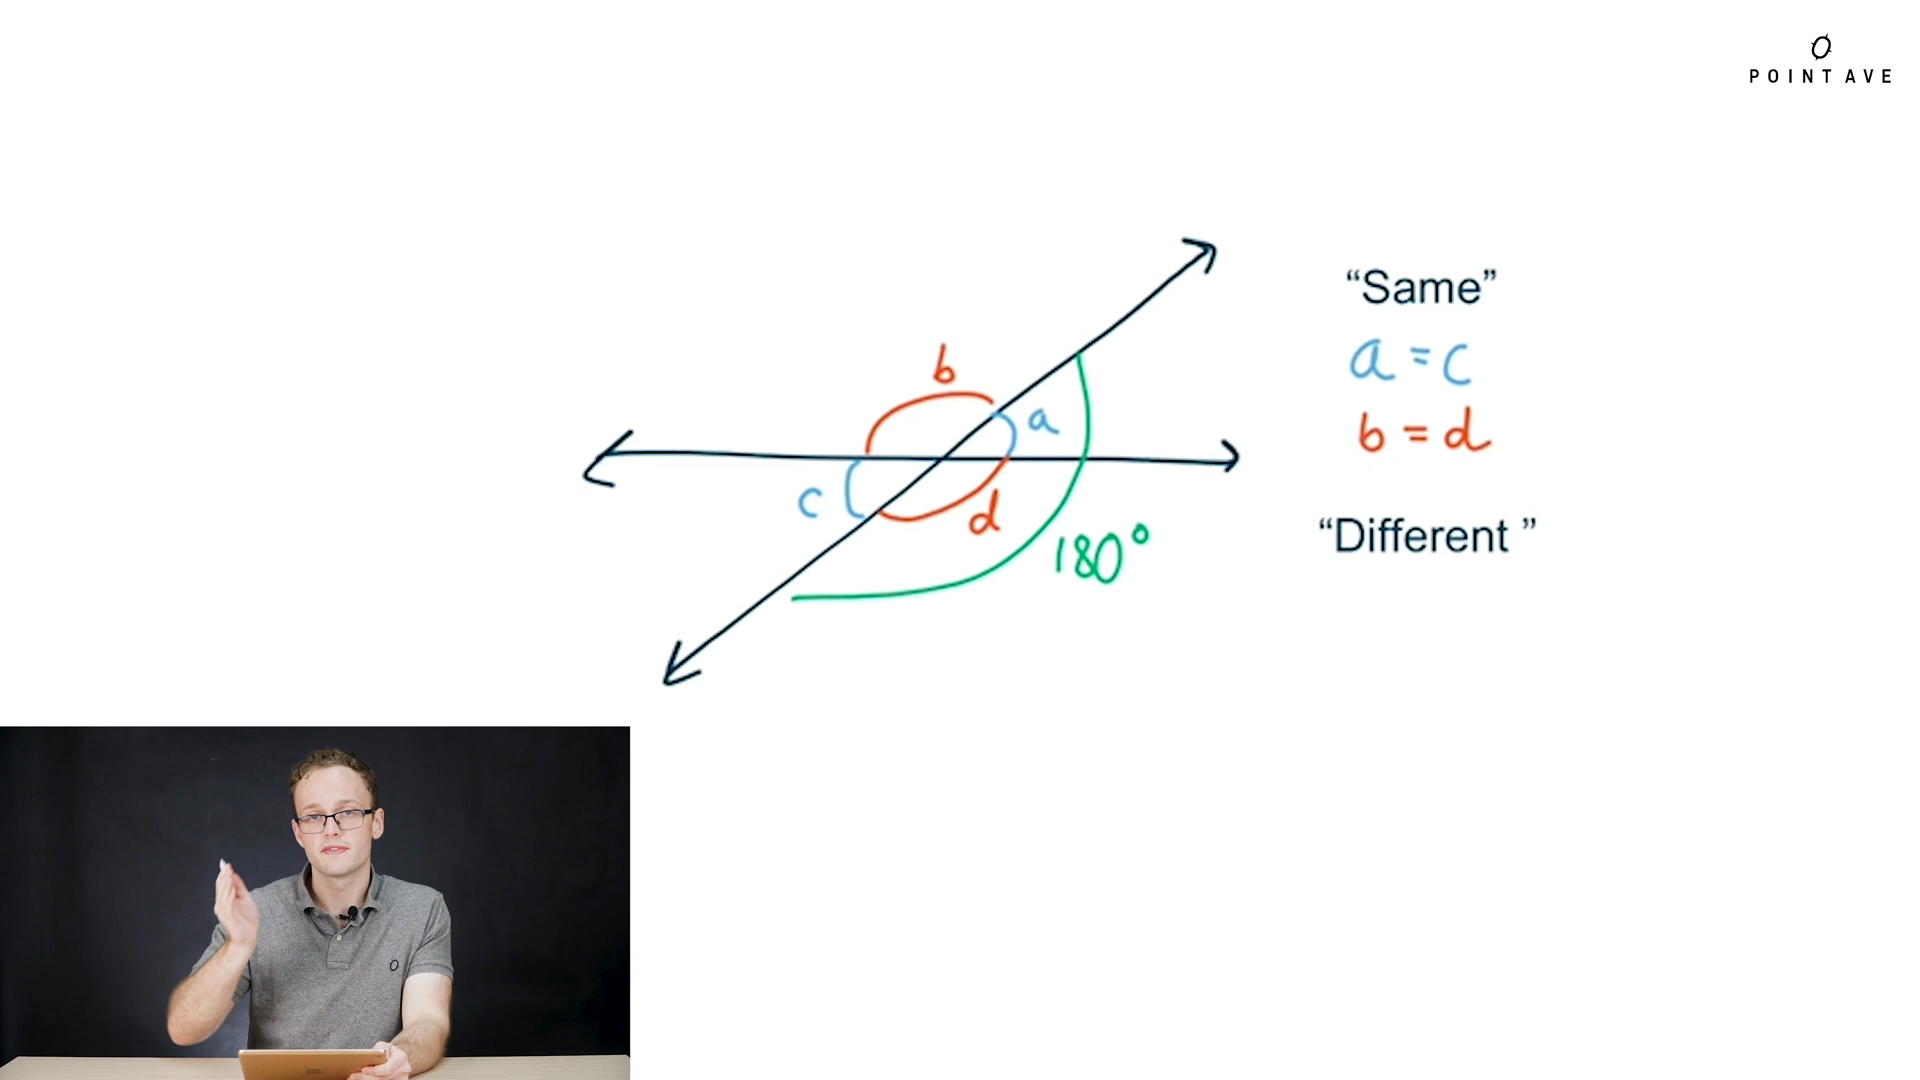 POINT AVE
“Same”
a = c
b = d
“Different ”
b
a
c
d
180°